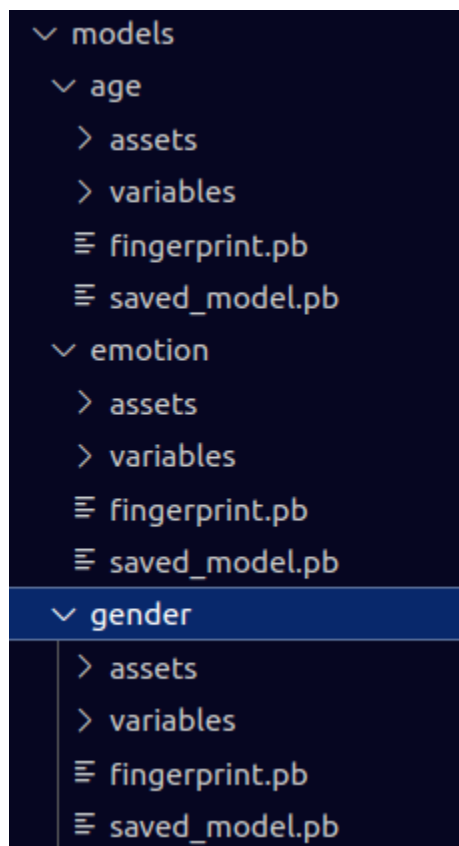 models
age
assets
variables
fingerprint.pb
saved_model.pb
emotion
assets
variables
fingerprint.pb
saved_model.pb
gender
assets
variables
fingerprint.pb
saved_model.pb